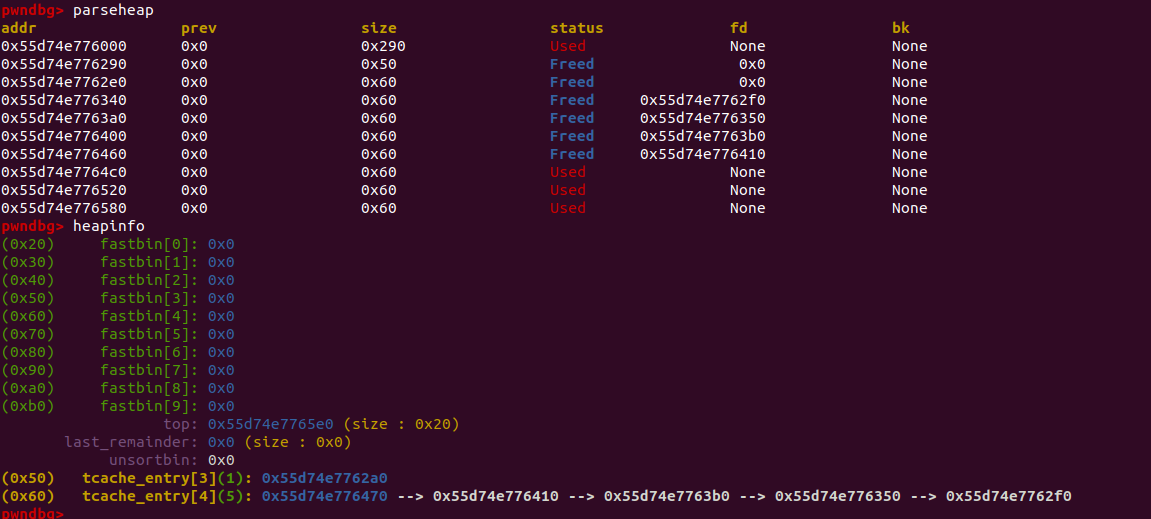 pwndbg> parseheap
addr prev size status fd bk
0x55d74e776000 0x0 0x290 Used None None
0x55d74e776290 0x0 0x50 Freed 0x0 None
0x55d74e7762e0 0x0 0x60 Freed 0x0 None
0x55d74e776340 0x0 0x60 Freed 0x55d74e7762f0 None
0x55d74e7763a0 0x0 0x60 Freed 0x55d74e776350 None
0x55d74e776400 0x0 0x60 Freed 0x55d74e7763b0 None
0x55d74e776460 0x0 0x60 Freed 0x55d74e776410 None
0x55d74e7764c0 0x0 0x60 Used None None
0x55d74e776520 0x0 0x60 Used None None
0x55d74e776580 0x0 0x60 Used None None
pwndbg> heapinfo
(0x20) fastbin[0]: 0x0
(0x30) fastbin[1]: 0x0
(0x40) fastbin[2]: 0x0
(0x50) fastbin[3]: 0x0
(0x60) fastbin[4]: 0x0
(0x70) fastbin[5]: 0x0
(0x80) fastbin[6]: 0x0
(0x90) fastbin[7]: 0x0
(0xa0) fastbin[8]: 0x0
(0xb0) fastbin[9]: 0x0
top: 0x55d74e7765e0 (size : 0x20)
last_remainder: 0x0 (size : 0x0)
unsortbin: 0x0
(0x50) tcache_entry[3](1): 0x55d74e7762a0
(0x60) tcache_entry[4](5): 0x55d74e776470 --> 0x55d74e776410 --> 0x55d74e7763b0 --> 0x55d74e776350 --> 0x55d74e7762f0
pwndbg>